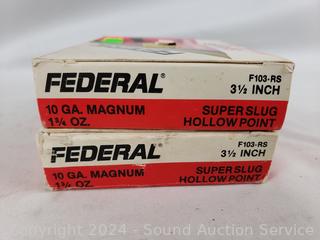 FEDERAL®
F103-RS
3½ INCH
10 GA. MAGNUM
1¾ OZ.
SUPER SLUG
HOLLOW POINT
FEDERAL®
F103-RS
3½ INCH
10 GA. MAGNUM
1¾ OZ.
SUPER SLUG
HOLLOW POINT
Copyright 2024 - Sound Auction Service